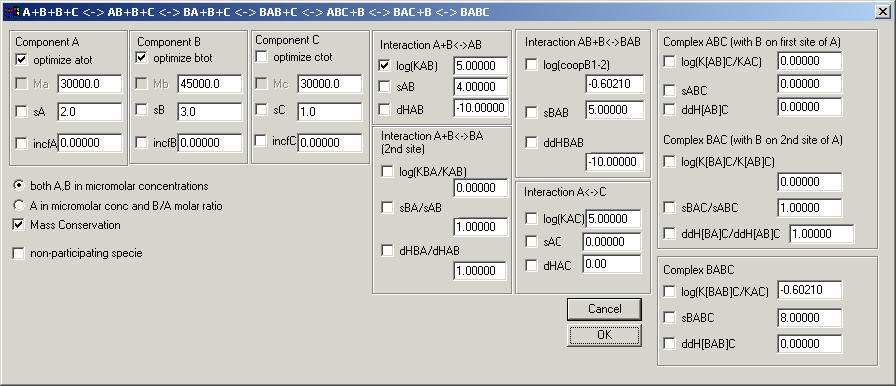 A+B+B+C <-> AB+B+C <-> BA+B+C <-> BAB+C <-> ABC+B <-> BAC+B <-> BABC
Component A
optimize atot
Ma 30000.0
sA 2.0
incfA 0.00000
Component B
optimize btot
Mb 45000.0
sB 3.0
incfB 0.00000
Component C
optimize ctot
Mc 30000.0
sC 1.0
incfC 0.00000
both A,B in micromolar concentrations
A in micromolar conc and B/A molar ratio
Mass Conservation
non-participating specie
Interaction A+B<->AB
log(KAB) 5.00000
sAB 4.00000
dHAB -10.00000
Interaction A+B<->BA
(2nd site)
log(KBA/KAB)
0.00000
sBA/sAB
1.00000
dHBA/dHAB
1.00000
Interaction AB+B<->BAB
log(coopB1-2)
-0.60210
sBAB 5.00000
ddHBAB
-10.00000
Interaction A<->C
log(KAC) 5.00000
sAC 0.00000
dHAC 0.00
Cancel
OK
Complex ABC (with B on first site of A)
log(K[AB]C/KAC) 0.00000
sABC 0.00000
ddH[AB]C 0.00000
Complex BAC (with B on 2nd site of A)
log(K[BA]C/K[AB]C)
0.00000
sBAC/sABC 1.00000
ddH[BA]C/ddH[AB]C 1.00000
Complex BABC
log(K[BAB]C/KAC) -0.60210
sBABC 8.00000
ddH[BAB]C 0.00000